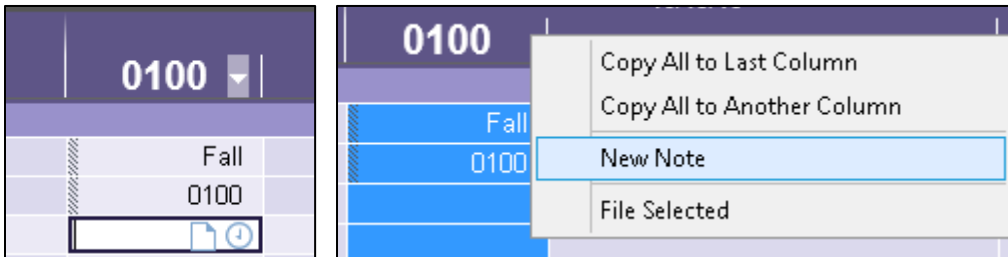 0100
Fall
0100
0100
Fall
0100
Copy All to Last Column
Copy All to Another Column
New Note
File Selected